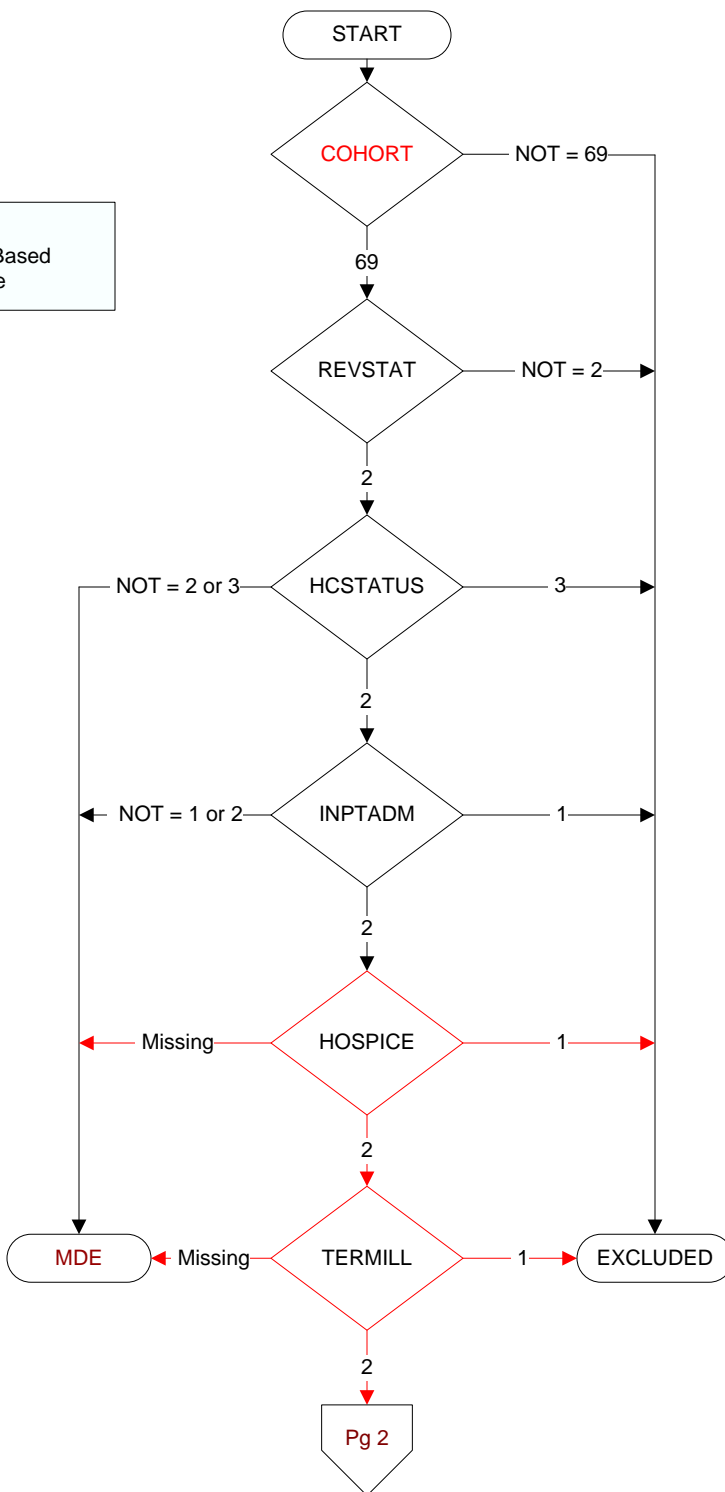 START
COHORT
NOT = 69
Based
69
REVSTAT
NOT = 2
2
NOT = 2 or 3
HCSTATUS
3
2
NOT = 1 or 2
INPTADM
1
2
Missing
HOSPICE
1
2
MDE
Missing
TERMILL
1
EXCLUDED
2
Pg 2